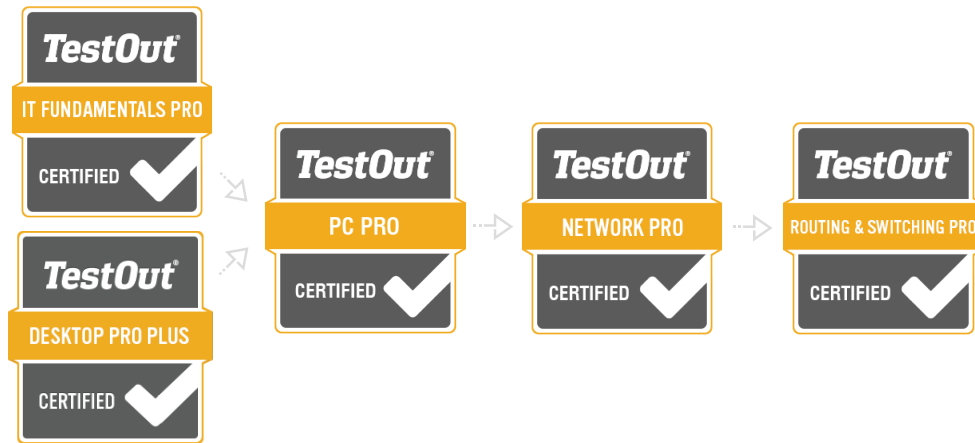 TestOut®
IT FUNDAMENTALS PRO
CERTIFIED
TestOut®
DESKTOP PRO PLUS
CERTIFIED
TestOut®
PC PRO
CERTIFIED
TestOut®
NETWORK PRO
CERTIFIED
TestOut®
ROUTING & SWITCHING PRO
CERTIFIED